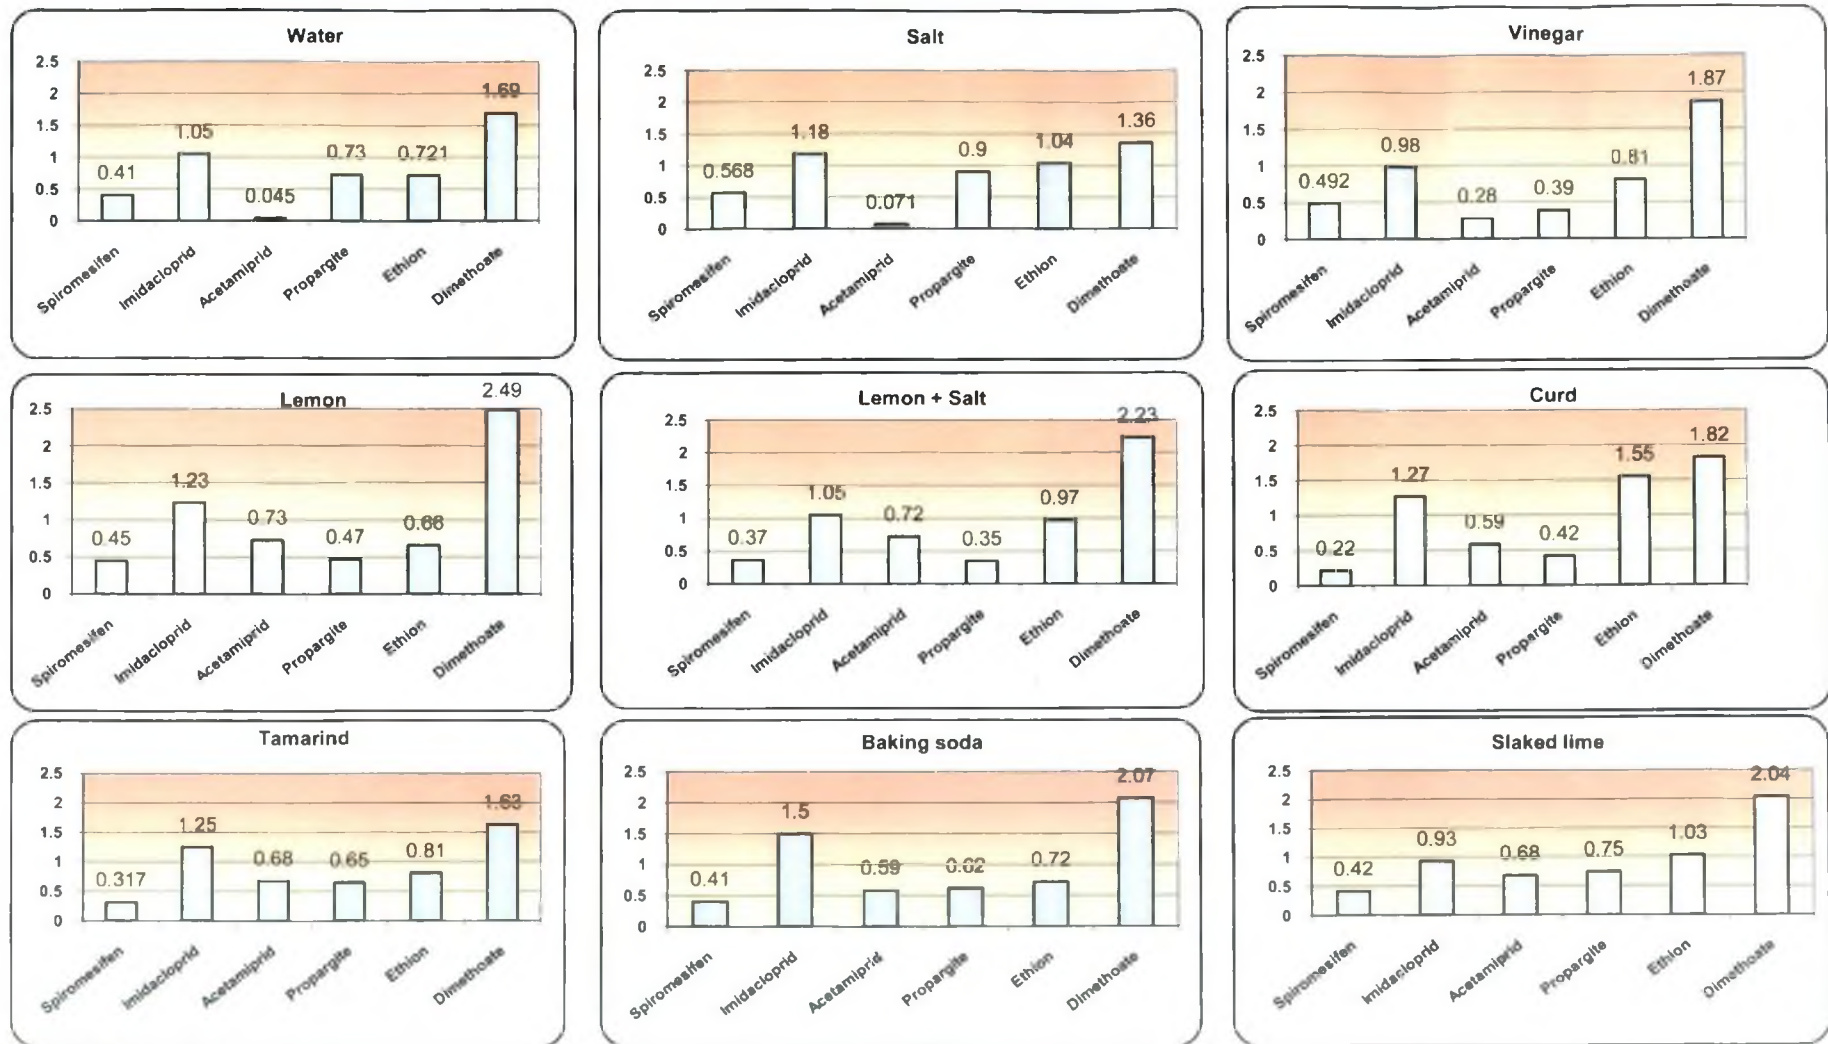 Water
2.5
2
1.5
1
0.5
0
0.41
1.05
0.045
0.73
0.721
1.69
Spiromesifen
Imidacloprid
Acetamiprid
Propargite
Ethion
Dimethoate
Salt
2.5
2
1.5
1
0.5
0
0.568
1.18
0.071
0.9
1.04
1.36
Spiromesifen
Imidacloprid
Acetamiprid
Propargite
Ethion
Dimethoate
Vinegar
2.5
2
1.5
1
0.5
0
0.492
0.98
0.28
0.39
0.81
1.87
Spiromesifen
Imidacloprid
Acetamiprid
Propargite
Ethion
Dimethoate
Lemon
2.5
2
1.5
1
0.5
0
0.45
1.23
0.73
0.47
0.66
2.49
Spiromesifen
Imidacloprid
Acetamiprid
Propargite
Ethion
Dimethoate
Lemon + Salt
2.5
2
1.5
1
0.5
0
0.37
1.05
0.72
0.35
0.97
2.23
Spiromesifen
Imidacloprid
Acetamiprid
Propargite
Ethion
Dimethoate
Curd
2.5
2
1.5
1
0.5
0
0.22
1.27
0.59
0.42
1.55
1.82
Spiromesifen
Imidacloprid
Acetamiprid
Propargite
Ethion
Dimethoate
Tamarind
2.5
2
1.5
1
0.5
0
0.317
1.25
0.68
0.65
0.81
1.63
Spiromesifen
Imidacloprid
Acetamiprid
Propargite
Ethion
Dimethoate
Baking soda
2.5
2
1.5
1
0.5
0
0.41
1.5
0.59
0.62
0.72
2.07
Spiromesifen
Imidacloprid
Acetamiprid
Propargite
Ethion
Dimethoate
Slaked lime
2.5
2
1.5
1
0.5
0
0.42
0.93
0.68
0.75
1.03
2.04
Spiromesifen
Imidacloprid
Acetamiprid
Propargite
Ethion
Dimethoate